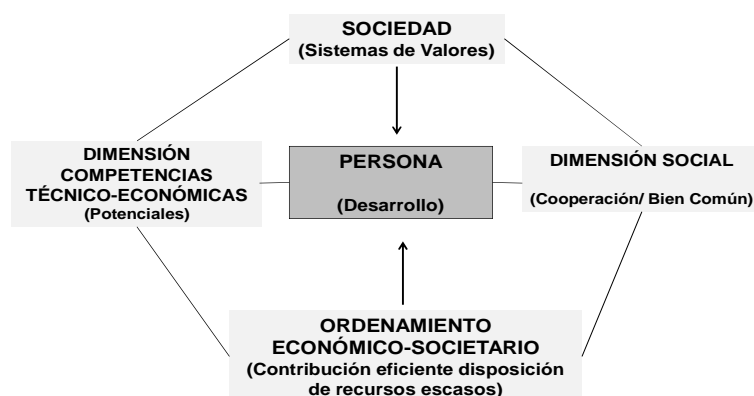 SOCIEDAD
(Sistemas de Valores)
DIMENSIÓN
COMPETENCIAS
TÉCNICO-ECONÓMICAS
(Potenciales)
PERSONA
(Desarrollo)
DIMENSIÓN SOCIAL
(Cooperación/ Bien Común)
ORDENAMIENTO
ECONÓMICO-SOCIETARIO
(Contribución eficiente disposición
de recursos escasos)